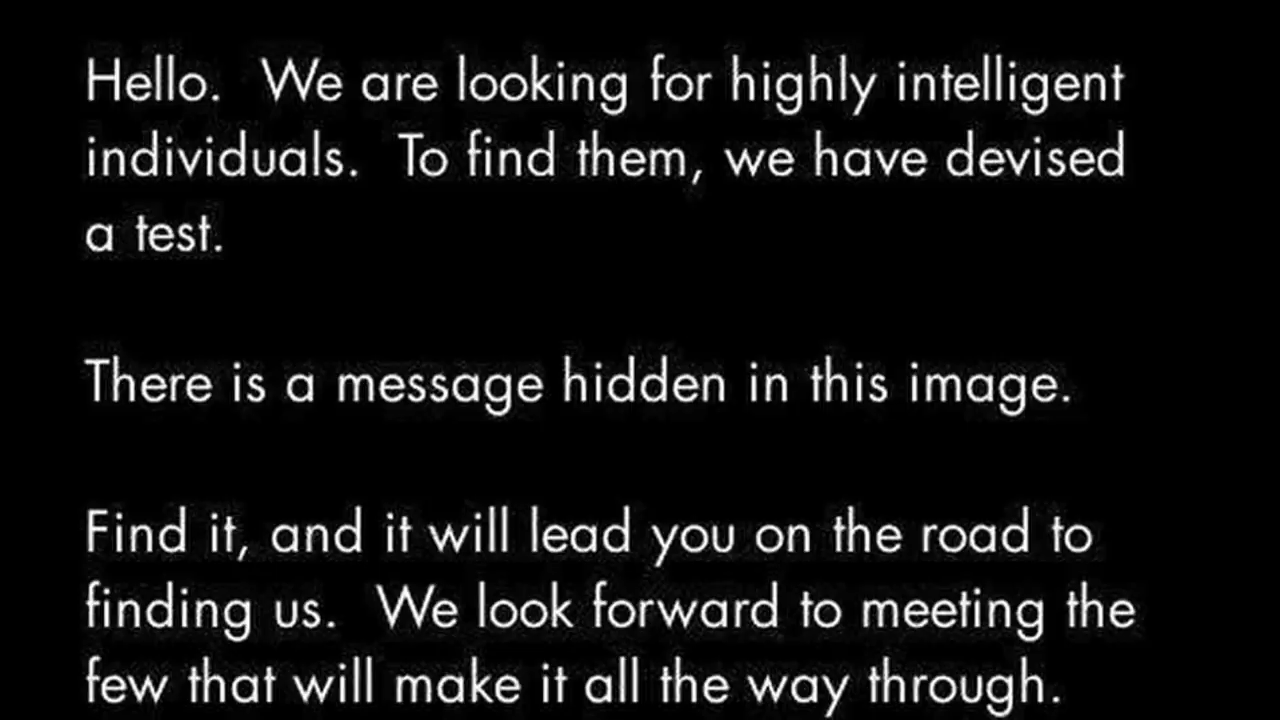 Hello.  We are looking for highly intelligent
individuals.  To find them, we have devised
a test.
There is a message hidden in this image.
Find it, and it will lead you on the road to
finding us.  We look forward to meeting the
few that will make it all the way through.